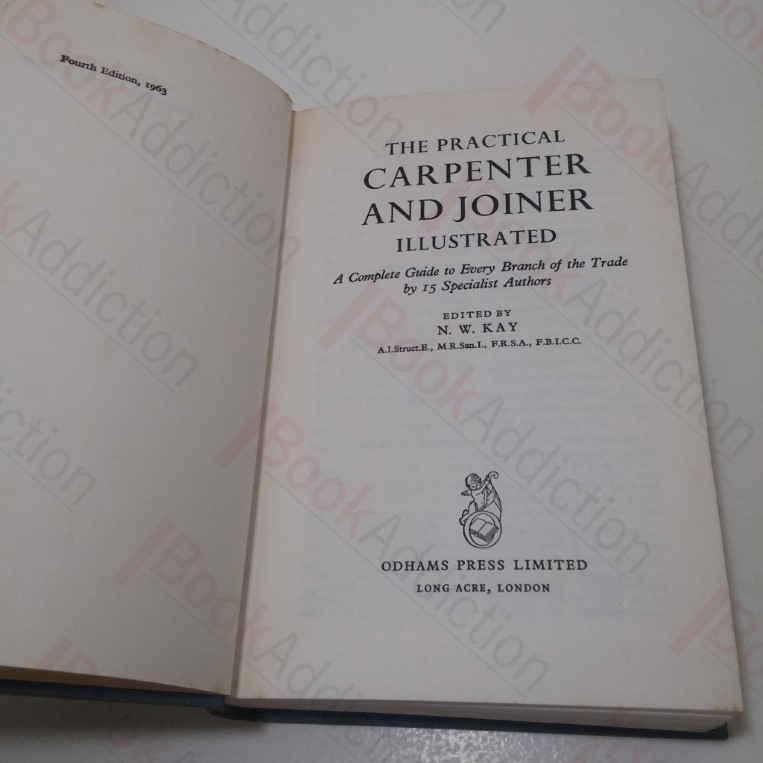 Fourth Edition, 1963
THE PRACTICAL
CARPENTER
AND JOINER
ILLUSTRATED
A Complete Guide to Every Branch of the Trade
by 15 Specialist Authors
EDITED BY
N. W. KAY
A.I.Struct.E., M.R.San.I., F.R.S.A., F.B.I.C.C.
ODHAMS PRESS LIMITED
LONG ACRE, LONDON
BookAddiction